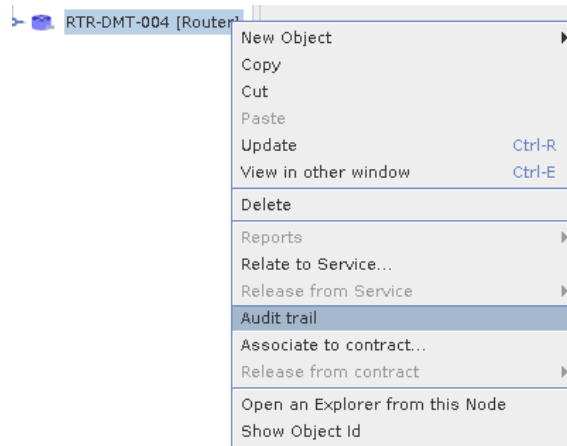 RTR-DMT-004 [Router]
New Object
Copy
Cut
Paste
Update Ctrl-R
View in other window Ctrl-E
Delete
Reports
Relate to Service...
Release from Service
Audit trail
Associate to contract...
Release from contract
Open an Explorer from this Node
Show Object Id